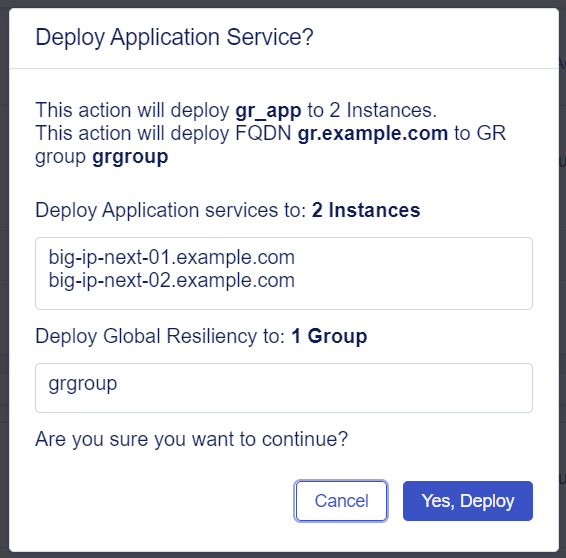 Deploy Application Service?
This action will deploy gr_app to 2 Instances.
This action will deploy FQDN gr.example.com to GR
group grgroup
Deploy Application services to: 2 Instances
big-ip-next-01.example.com
big-ip-next-02.example.com
Deploy Global Resiliency to: 1 Group
grgroup
Are you sure you want to continue?
Cancel
Yes, Deploy